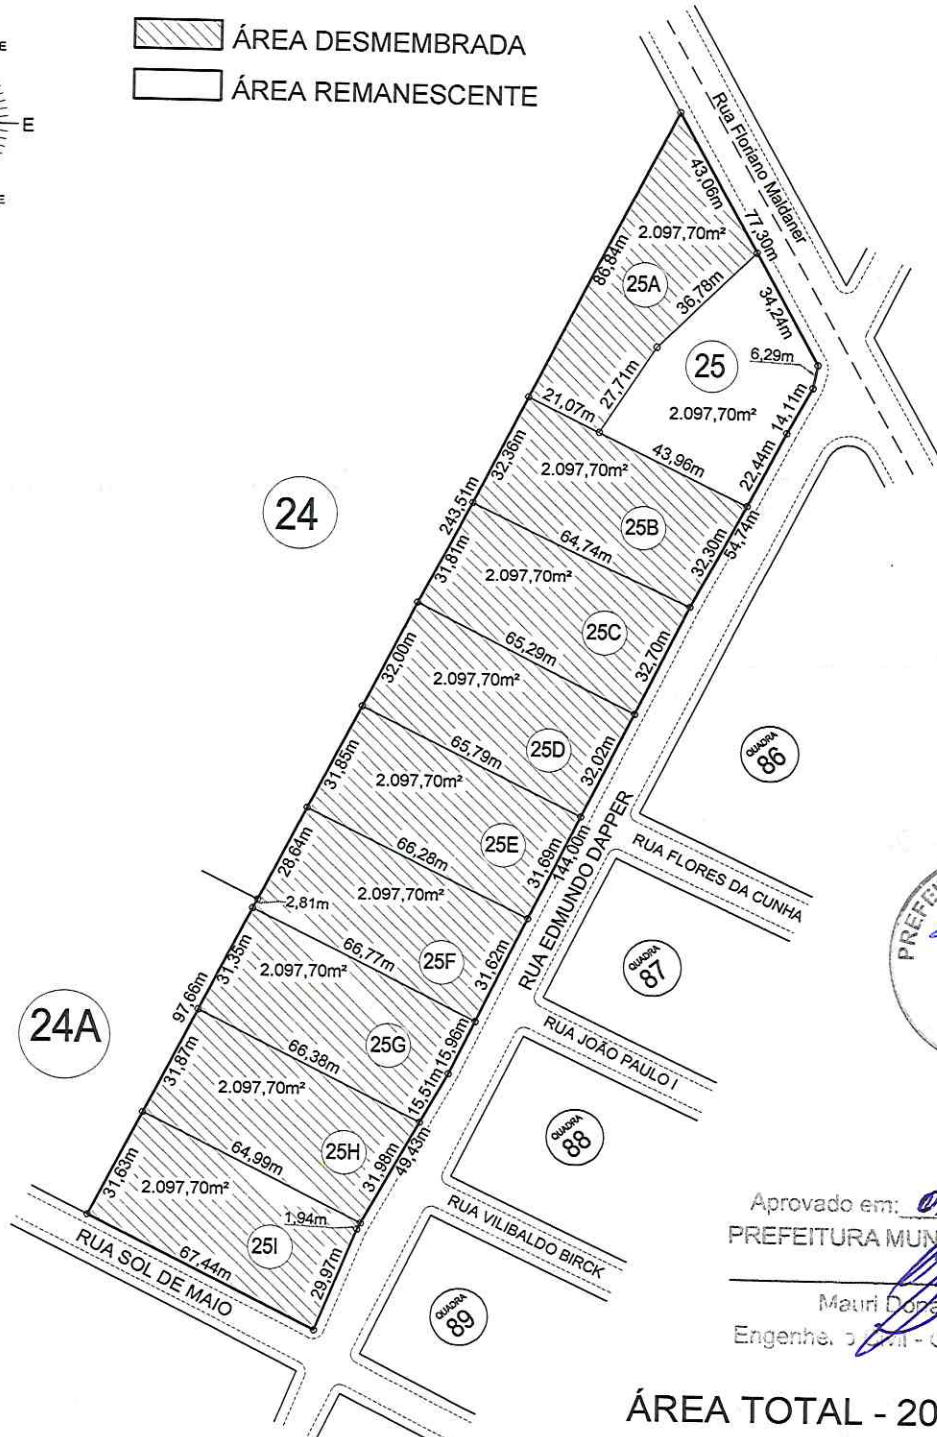 E
E
E
ÁREA DESMEMBRADA
ÁREA REMANESCENTE
Rua Floriano Maldaner
43,06m
77,30m
2.097,70m²
86,84m
25A
36,78m
34,24m
6,29m
25
27,71m
14,11m
21,07m
2.097,70m²
43,96m
22,44m
32,36m
2.097,70m²
24
243,51m
25B
54,74m
64,74m
32,30m
31,81m
2.097,70m²
25C
65,29m
32,70m
32,00m
2.097,70m²
25D
65,79m
32,02m
QUADRA
86
31,85m
2.097,70m²
25E
66,28m
31,69m
144,00m
RUA EDMUNDO DAPPER
RUA FLORES DA CUNHA
28,64m
2.097,70m²
2,81m
66,77m
25F
31,62m
QUADRA
87
31,35m
2.097,70m²
97,66m
24A
25G
66,38m
15,96m
RUA JOÃO PAULO I
31,87m
2.097,70m²
15,51m
49,43m
QUADRA
88
25H
64,99m
31,98m
31,63m
2.097,70m²
1,94m
25I
RUA VILIBALDO BIRCK
67,44m
29,97m
RUA SOL DE MAIO
QUADRA
89
Aprovado em:
PREFEITURA MUN
Mauri
ÁREA TOTAL - 20